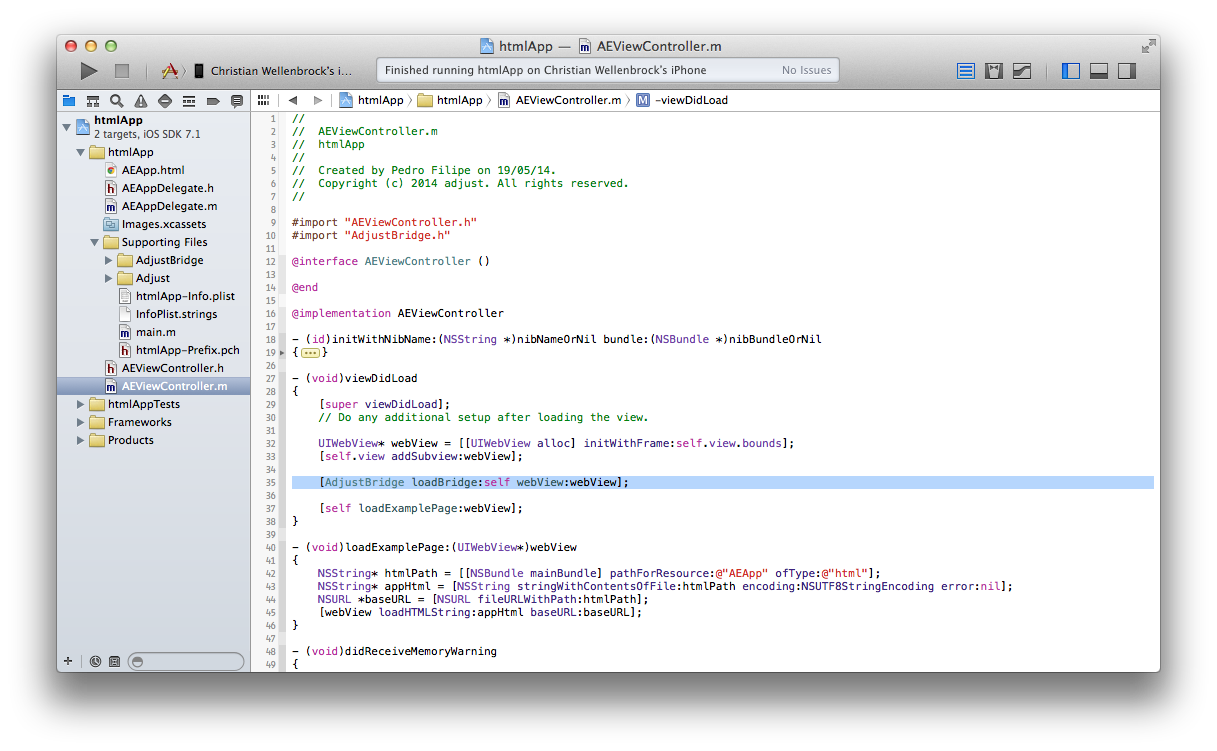 htmlApp — AEViewController.m
Christian Wellenbrock's i...
Finished running htmlApp on Christian Wellenbrock's iPhone
No Issues
htmlApp
2 targets, iOS SDK 7.1
htmlApp
AEApp.html
AEAppDelegate.h
AEAppDelegate.m
Images.xcassets
Supporting Files
AdjustBridge
Adjust
htmlApp-Info.plist
InfoPlist.strings
main.m
htmlApp-Prefix.pch
AEViewController.h
AEViewController.m
htmlAppTests
Frameworks
Products
htmlApp htmlApp AEViewController.m M -viewDidLoad
1 //
2 //  AEViewController.m
3 //  htmlApp
4 //
5 //  Created by Pedro Filipe on 19/05/14.
6 //  Copyright (c) 2014 adjust. All rights reserved.
7 //
8
9 #import "AEViewController.h"
10 #import "AdjustBridge.h"
11
12 @interface AEViewController ()
13
14 @end
15
16 @implementation AEViewController
17
18 - (id)initWithNibName:(NSString *)nibNameOrNil bundle:(NSBundle *)nibBundleOrNil
19 {...}
26
27 - (void)viewDidLoad
28 {
29     [super viewDidLoad];
30     // Do any additional setup after loading the view.
31
32     UIWebView* webView = [[UIWebView alloc] initWithFrame:self.view.bounds];
33     [self.view addSubview:webView];
34
35     [AdjustBridge loadBridge:self webView:webView];
36
37     [self loadExamplePage:webView];
38 }
39
40 - (void)loadExamplePage:(UIWebView*)webView
41 {
42     NSString* htmlPath = [[NSBundle mainBundle] pathForResource:@"AEApp" ofType:@"html"];
43     NSString* appHtml = [NSString stringWithContentsOfFile:htmlPath encoding:NSUTF8StringEncoding error:nil];
44     NSURL *baseURL = [NSURL fileURLWithPath:htmlPath];
45     [webView loadHTMLString:appHtml baseURL:baseURL];
46 }
47
48 - (void)didReceiveMemoryWarning
49 {